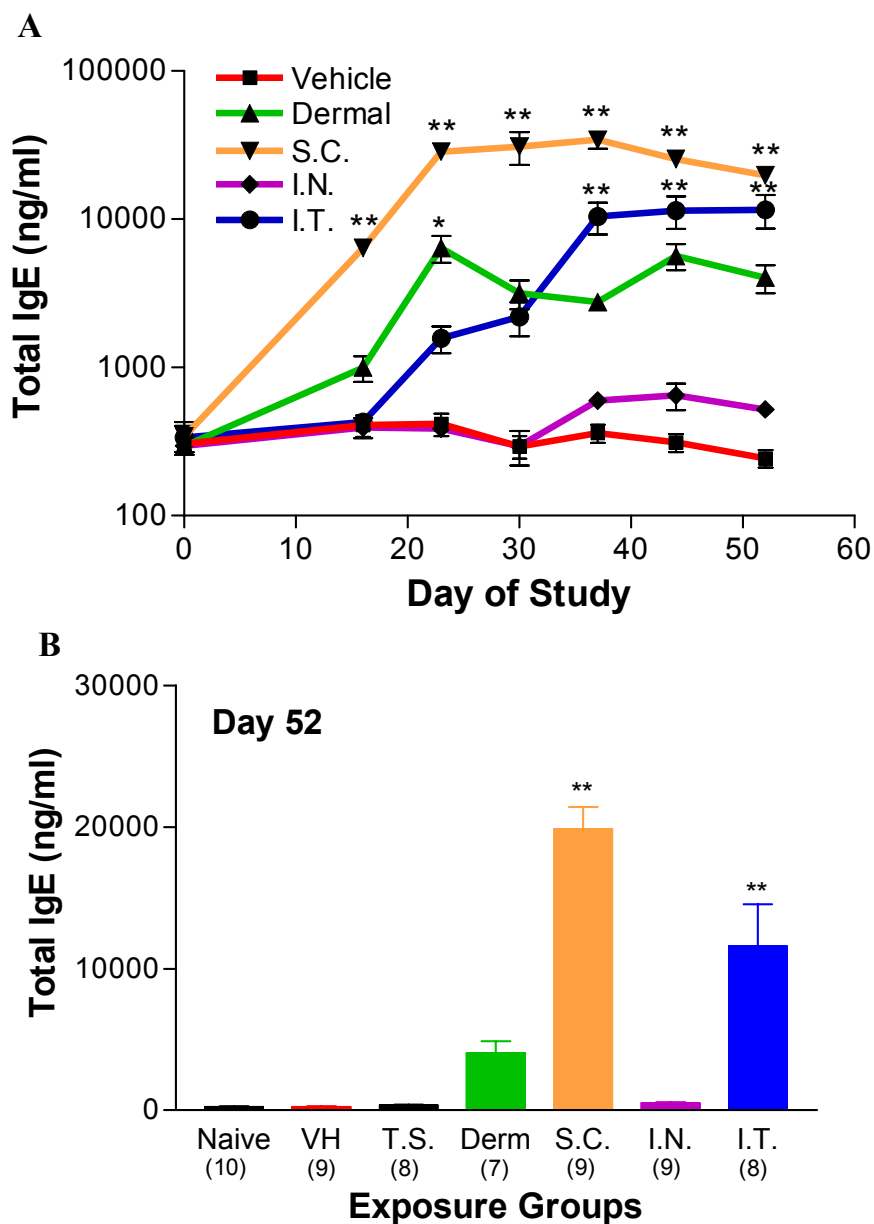 A
100000
10000
1000
100
Total IgE (ng/ml)
Vehicle
Dermal
S.C.
I.N.
I.T.
** ** ** ** ** **
* ** ** **
0 10 20 30 40 50 60
Day of Study
B
30000
20000
10000
0
Total IgE (ng/ml)
Day 52
**
**
Naive VH T.S. Derm S.C. I.N. I.T.
(10) (9) (8) (7) (9) (9) (8)
Exposure Groups